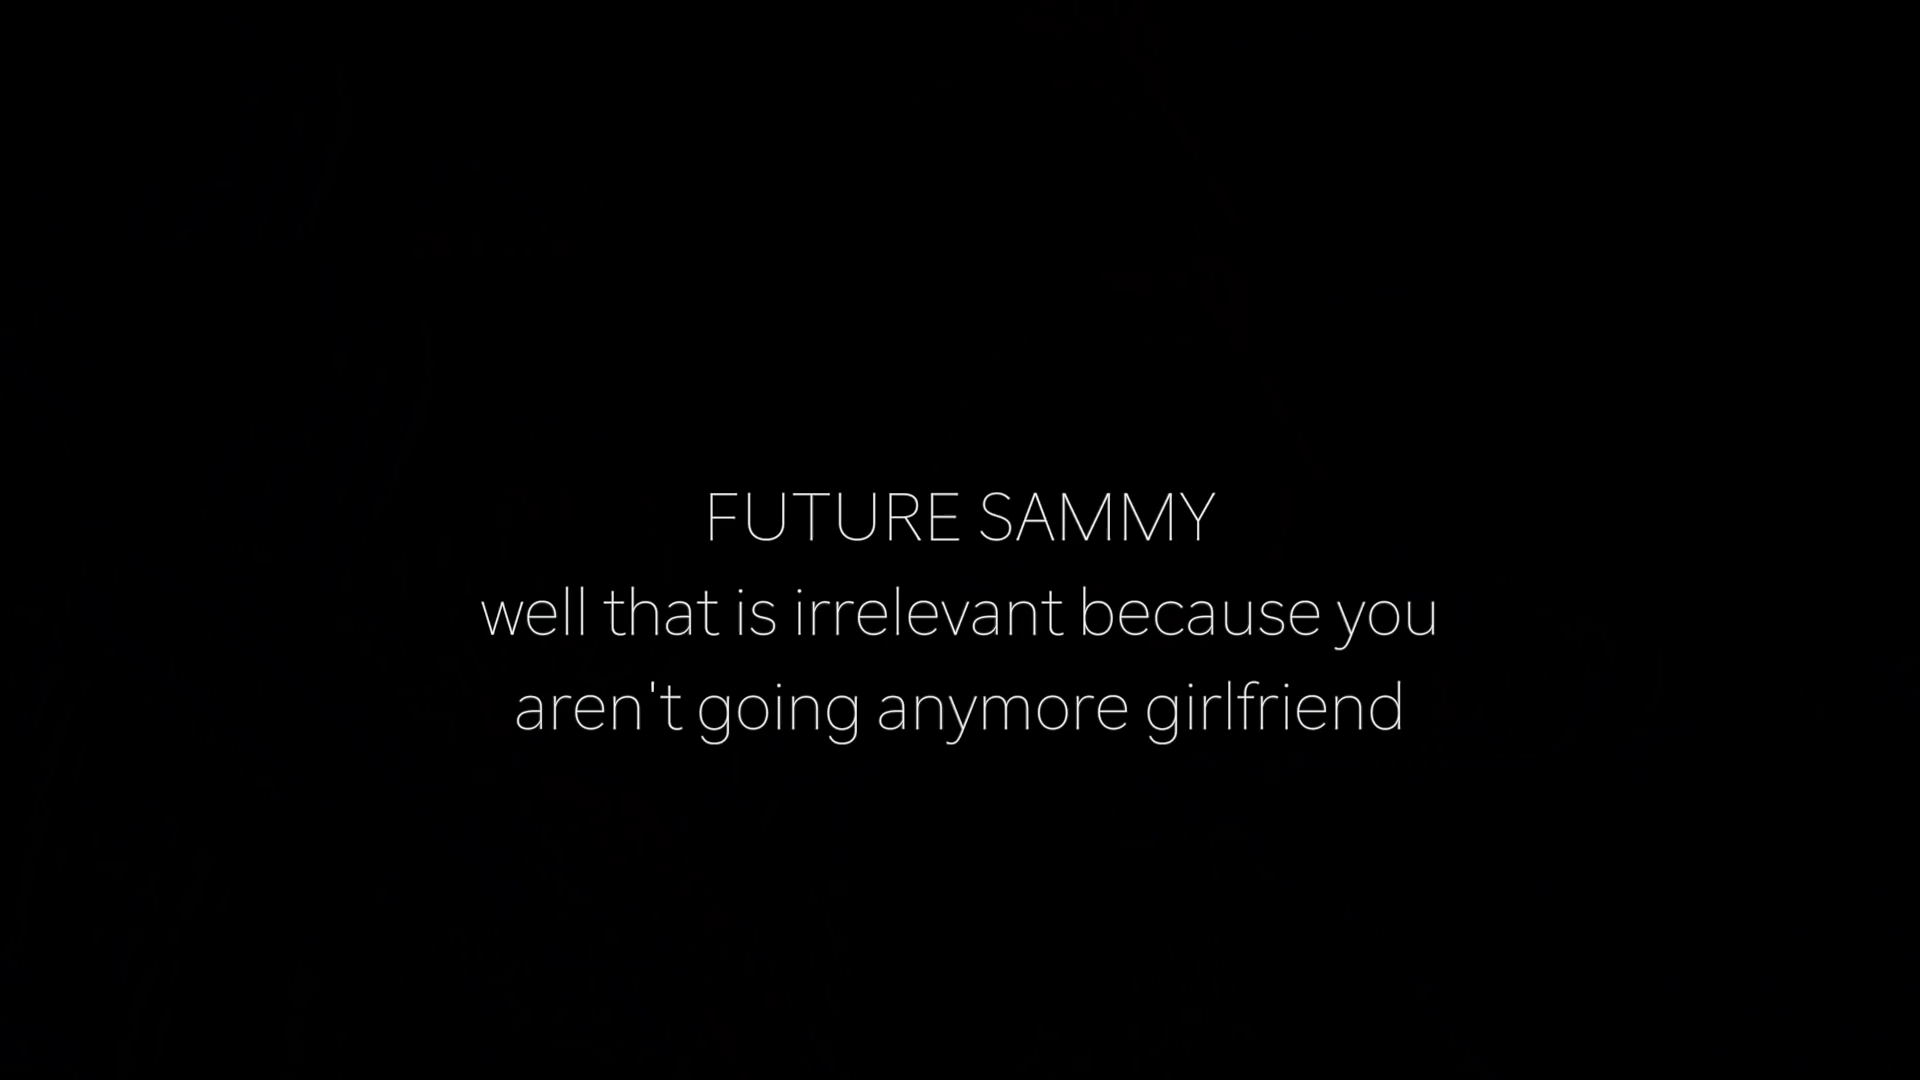 FUTURE SAMMY
well that is irrelevant because you
aren't going anymore girlfriend